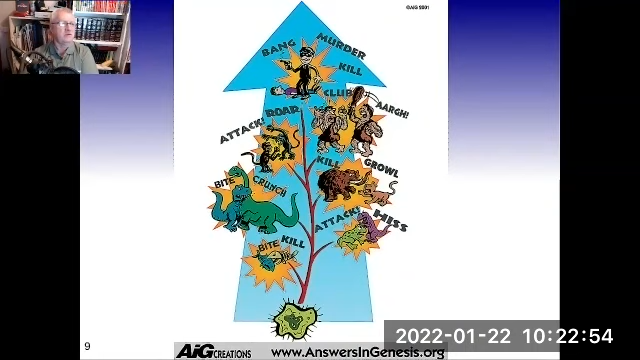 ©AiG 2001
BANG MURDER
KILL
CLUB
AARGH!
ATTACK! ROAR
KILL GROWL
BITE CRUNCH
ATTACK! HISS
BITE KILL
9
AiG CREATIONS www.AnswersInGenesis.org
2022-01-22 10:22:54